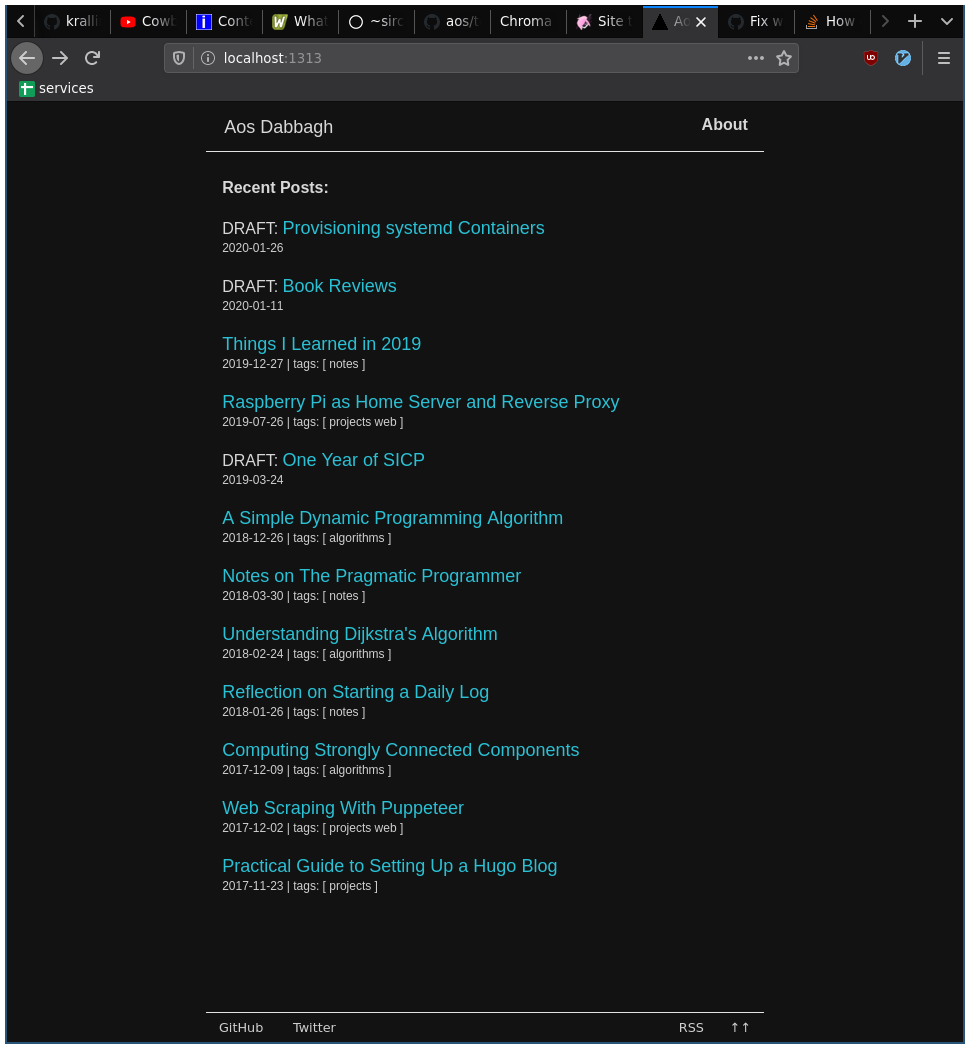 kralli
Cowb
Cont
What
~sirc
aos/t
Chroma
Site
Ao
Fix w
How
localhost:1313
services
Aos Dabbagh
About
Recent Posts:
DRAFT: Provisioning systemd Containers
2020-01-26
DRAFT: Book Reviews
2020-01-11
Things I Learned in 2019
2019-12-27 | tags: [ notes ]
Raspberry Pi as Home Server and Reverse Proxy
2019-07-26 | tags: [ projects web ]
DRAFT: One Year of SICP
2019-03-24
A Simple Dynamic Programming Algorithm
2018-12-26 | tags: [ algorithms ]
Notes on The Pragmatic Programmer
2018-03-30 | tags: [ notes ]
Understanding Dijkstra's Algorithm
2018-02-24 | tags: [ algorithms ]
Reflection on Starting a Daily Log
2018-01-26 | tags: [ notes ]
Computing Strongly Connected Components
2017-12-09 | tags: [ algorithms ]
Web Scraping With Puppeteer
2017-12-02 | tags: [ projects web ]
Practical Guide to Setting Up a Hugo Blog
2017-11-23 | tags: [ projects ]
GitHub
Twitter
RSS
↑↑